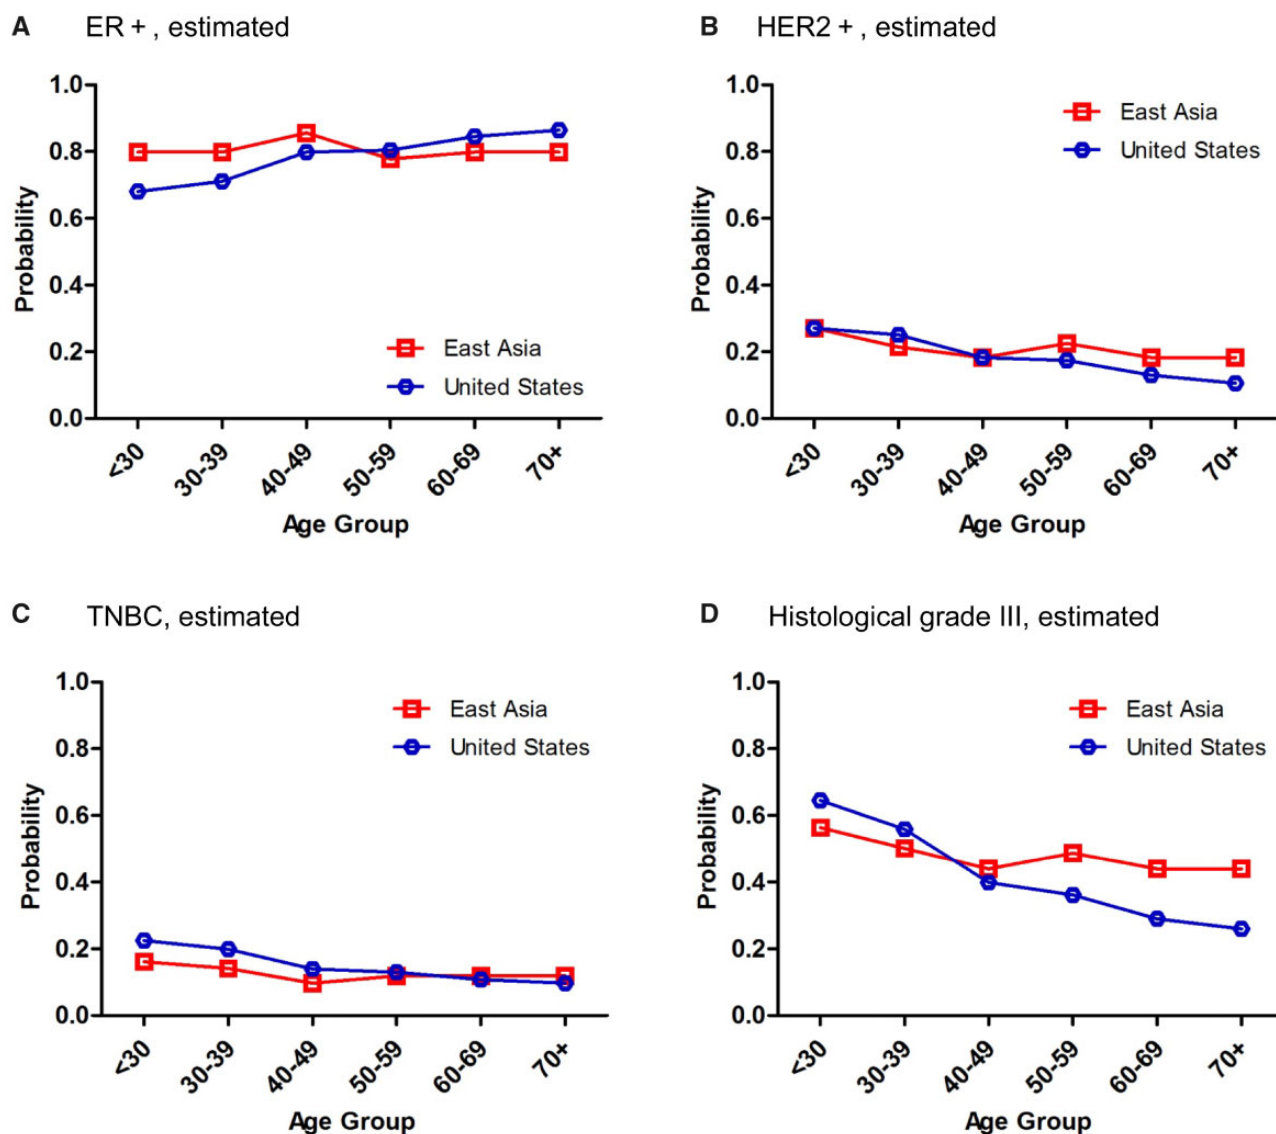 A ER + , estimated
1.0
0.8
0.6
0.4
0.2
0.0
Probability
East Asia
United States
<30
30-39
40-49
50-59
60-69
70+
Age Group
B HER2 + , estimated
1.0
0.8
0.6
0.4
0.2
0.0
Probability
East Asia
United States
<30
30-39
40-49
50-59
60-69
70+
Age Group
C TNBC, estimated
1.0
0.8
0.6
0.4
0.2
0.0
Probability
East Asia
United States
<30
30-39
40-49
50-59
60-69
70+
Age Group
D Histological grade III, estimated
1.0
0.8
0.6
0.4
0.2
0.0
Probability
East Asia
United States
<30
30-39
40-49
50-59
60-69
70+
Age Group